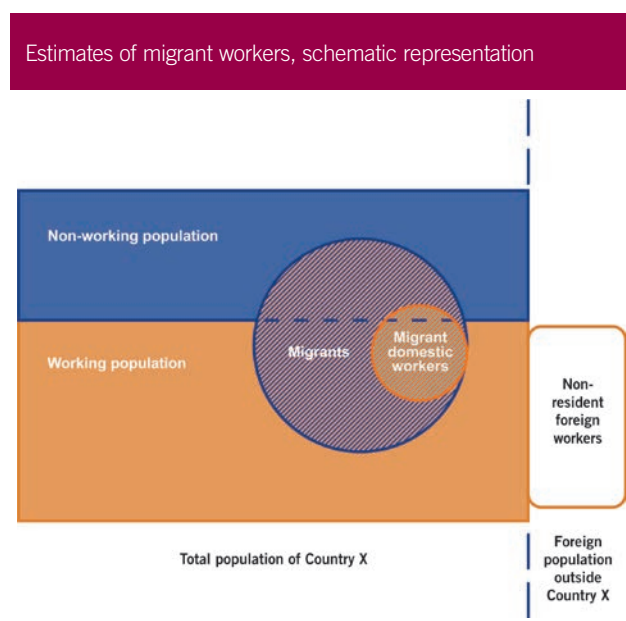 Estimates of migrant workers, schematic representation
Non-working population
Working population
Migrants
Migrant
domestic
workers
Non-
resident
foreign
workers
Total population of Country X
Foreign
population
outside
Country X